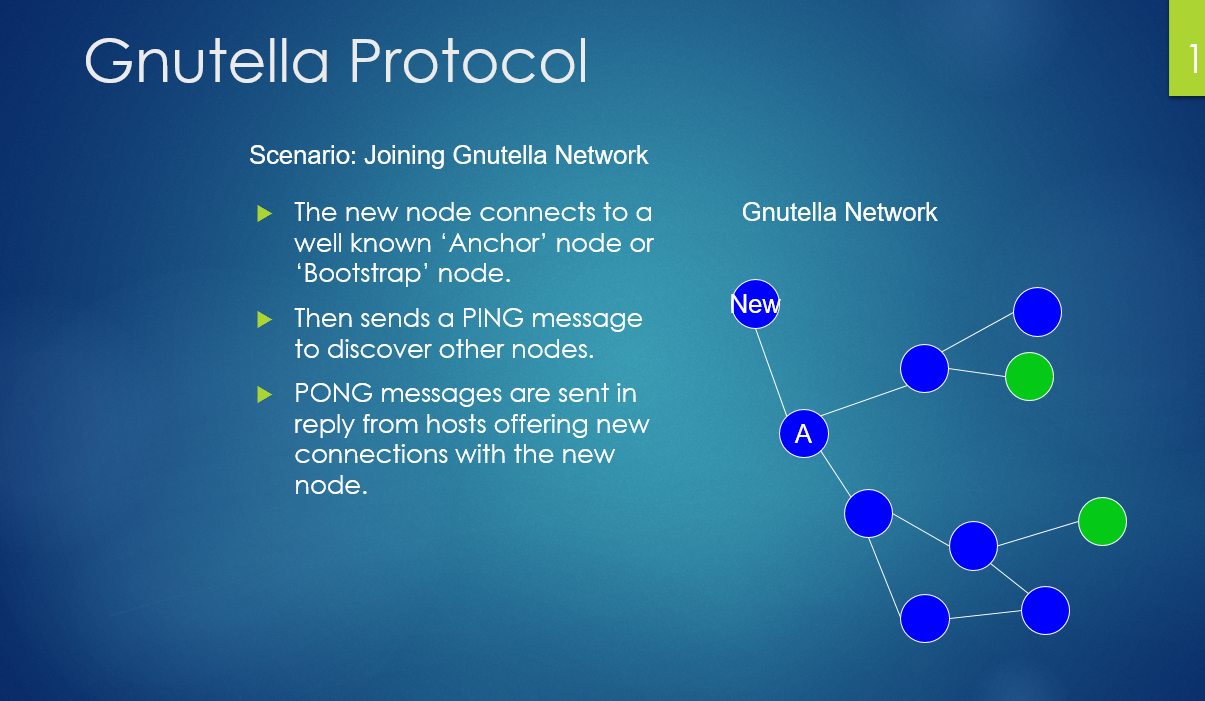 Gnutella Protocol
1
Scenario: Joining Gnutella Network
The new node connects to a
well known ‘Anchor’ node or
‘Bootstrap’ node.
Then sends a PING message
to discover other nodes.
PONG messages are sent in
reply from hosts offering new
connections with the new
node.
Gnutella Network
New
A